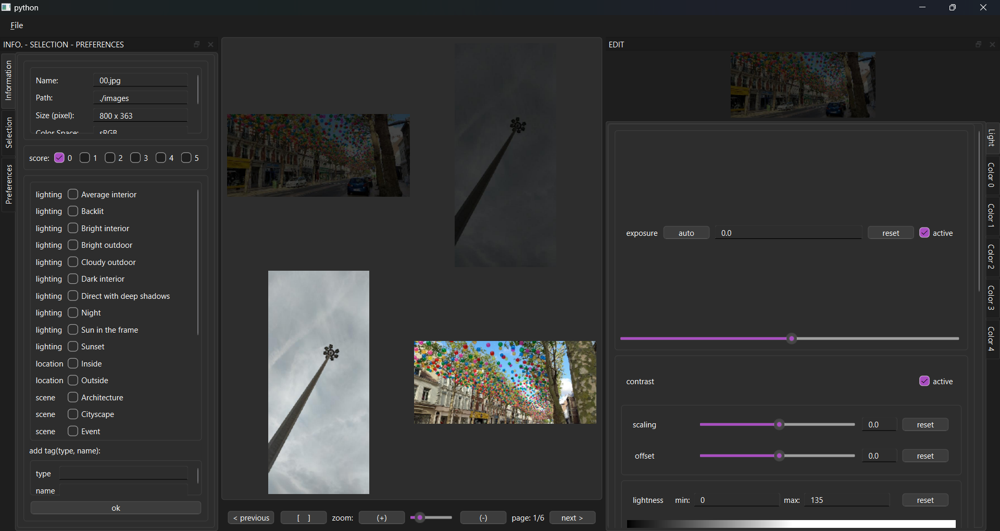 python
File
INFO. - SELECTION - PREFERENCES
Information
Selection
Preferences
Name: 00.jpg
Path: ./images
Size (pixel): 800 x 363
Color Space: sRGB
score: 0 1 2 3 4 5
lighting Average interior
lighting Backlit
lighting Bright interior
lighting Bright outdoor
lighting Cloudy outdoor
lighting Dark interior
lighting Direct with deep shadows
lighting Night
lighting Sun in the frame
lighting Sunset
location Inside
location Outside
scene Architecture
scene Cityscape
scene Event
add tag(type, name):
type
name
ok
< previous [ ] zoom: (+) (-) page: 1/6 next >
EDIT
exposure auto 0.0 reset active
contrast active
scaling 0.0 reset
offset 0.0 reset
lightness min: 0 max: 135 reset
Light
Color 0
Color 1
Color 2
Color 3
Color 4